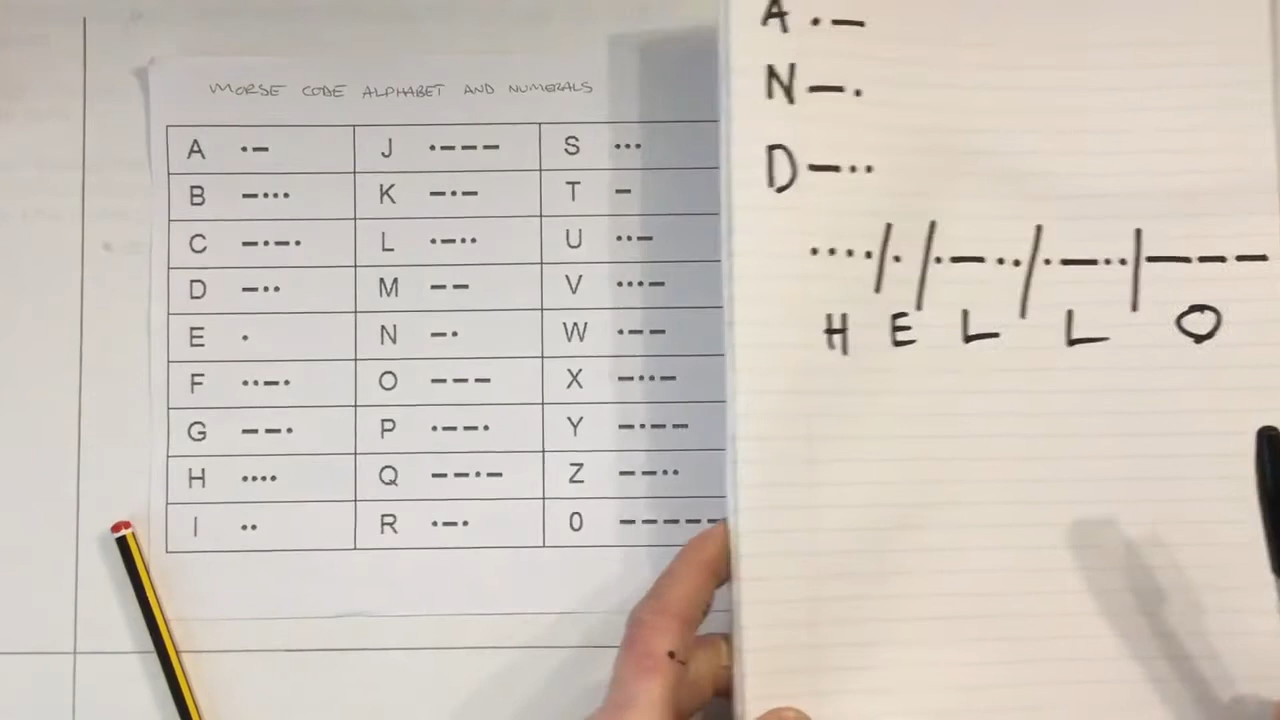 MORSE CODE ALPHABET AND NUMERALS
A •– J •––– S •••
B –••• K –•– T –
C –•–• L •–•• U ••–
D –•• M –– V •••–
E • N –• W •––
F ••–• O ––– X –••–
G ––• P •––• Y –•––
H •••• Q ––•– Z ––••
I •• R •–• 0 –––––
A •–
N –•
D –••
••••/•/•–••/•–••/–––
H E L L O